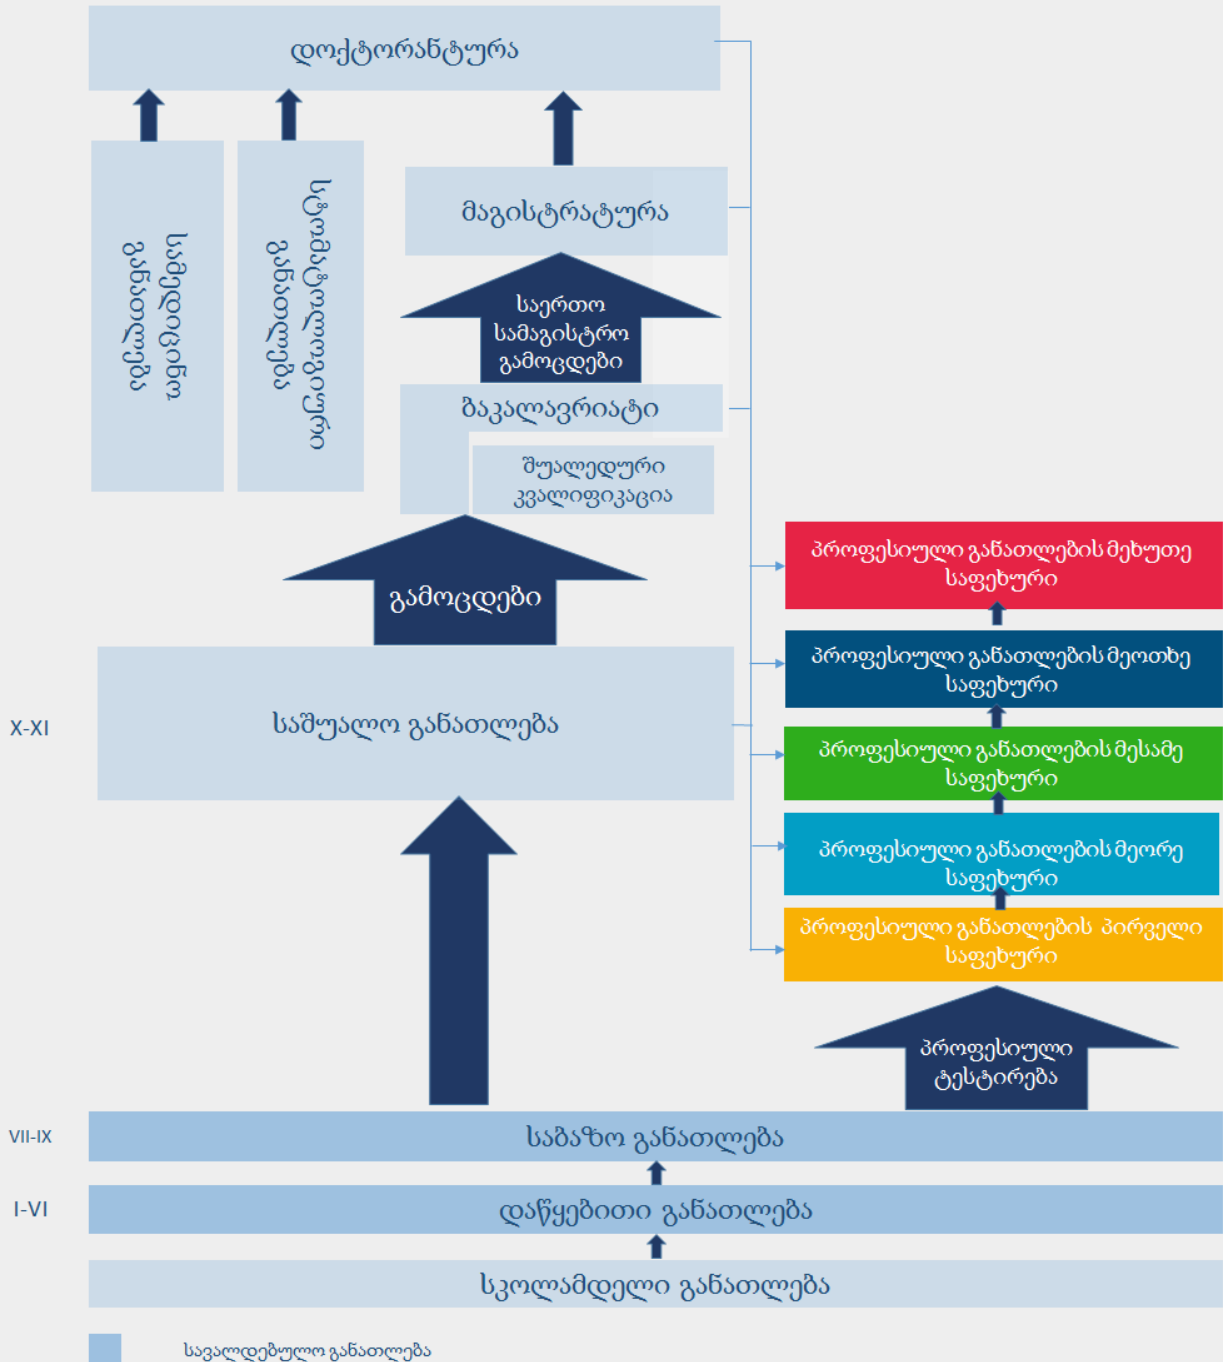 დოქტორანტურა
სამედიცინო
განათლება
სტომატოლოგიური
განათლება
მაგისტრატურა
საერთო
სამაგისტრო
გამოცდები
ბაკალავრიატი
შუალედური
კვალიფიკაცია
გამოცდები
პროფესიული განათლების მეხუთე
საფეხური
პროფესიული განათლების მეოთხე
საფეხური
X-XI
საშუალო განათლება
პროფესიული განათლების მესამე
საფეხური
პროფესიული განათლების მეორე
საფეხური
პროფესიული განათლების პირველი
საფეხური
პროფესიული
ტესტირება
VII-IX
საბაზო განათლება
I-VI
დაწყებითი განათლება
სკოლამდელი განათლება
სავალდებულო განათლება